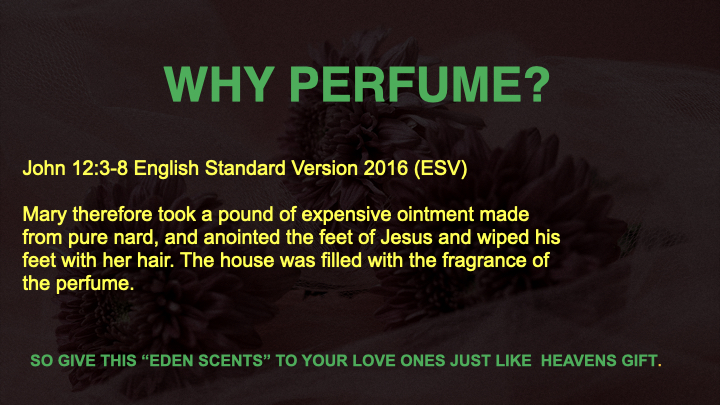 WHY PERFUME?
John 12:3-8 English Standard Version 2016 (ESV)
Mary therefore took a pound of expensive ointment made
from pure nard, and anointed the feet of Jesus and wiped his
feet with her hair. The house was filled with the fragrance of
the perfume.
SO GIVE THIS “EDEN SCENTS” TO YOUR LOVE ONES JUST LIKE  HEAVENS GIFT.